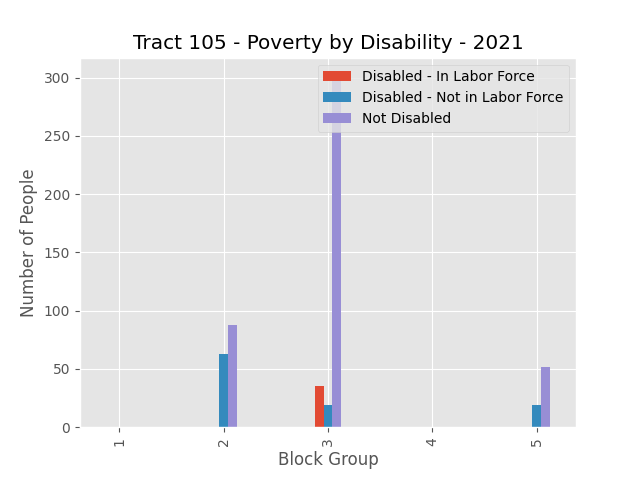 Tract 105 - Poverty by Disability - 2021
Disabled - In Labor Force
Disabled - Not in Labor Force
Not Disabled
Number of People
300
250
200
150
100
50
0
1 2 3 4 5
Block Group